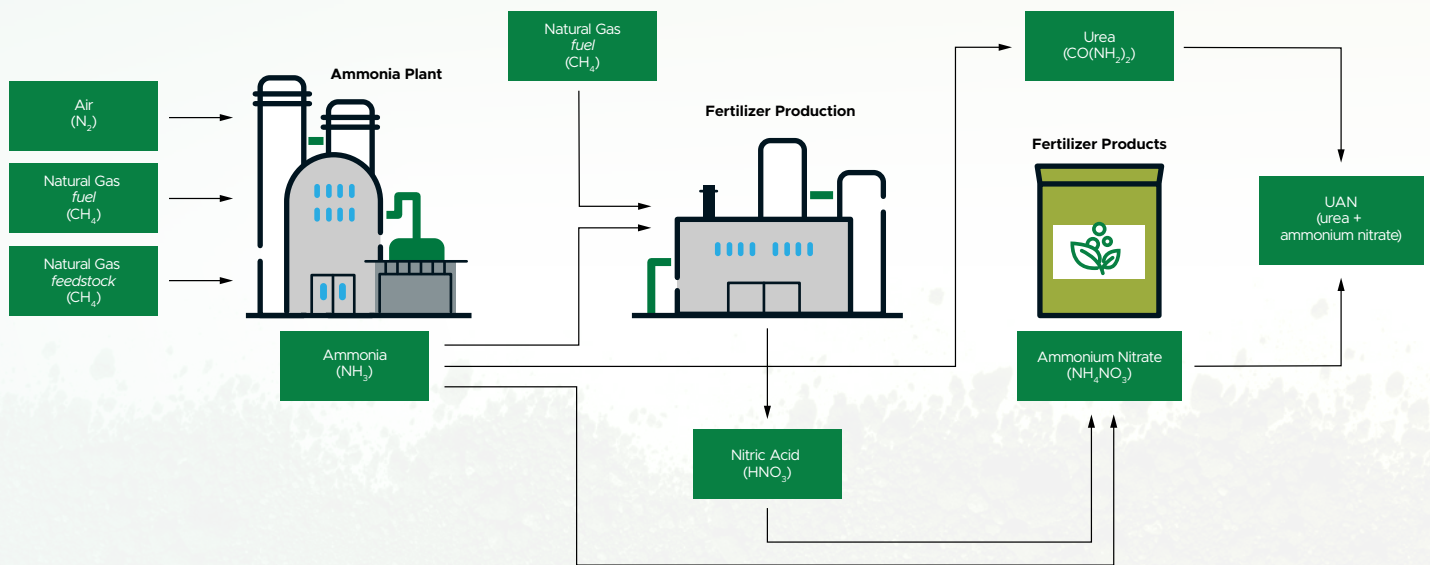 Air
(N₂)
Natural Gas
fuel
(CH₄)
Natural Gas
feedstock
(CH₄)
Ammonia Plant
Ammonia
(NH₃)
Natural Gas
fuel
(CH₄)
Fertilizer Production
Nitric Acid
(HNO₃)
Urea
(CO(NH₂)₂)
Fertilizer Products
Ammonium Nitrate
(NH₄NO₃)
UAN
(urea +
ammonium nitrate)